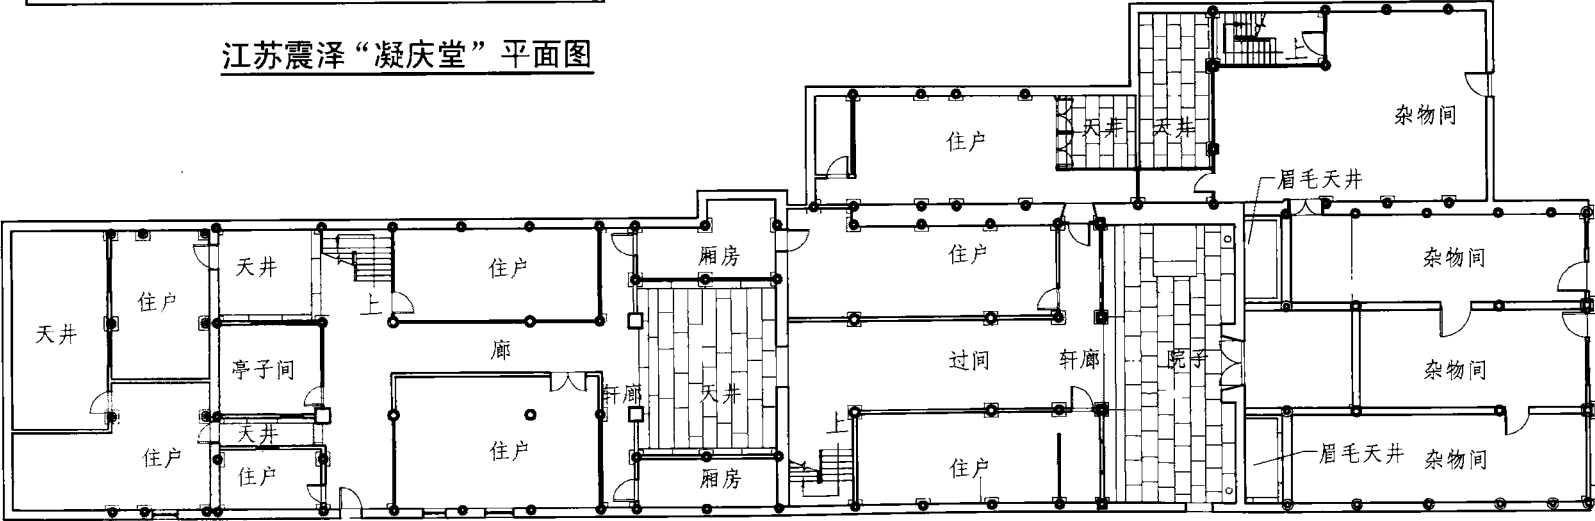 江苏震泽“凝庆堂”平面图
上
杂物间
住户
天井
天井
眉毛天井
厢房
住户
杂物间
天井
住户
住户
上
天井
廊
过间
轩廊
院子
亭子间
杂物间
轩廊
天井
天井
上
住户
住户
住户
厢房
住户
眉毛天井
杂物间